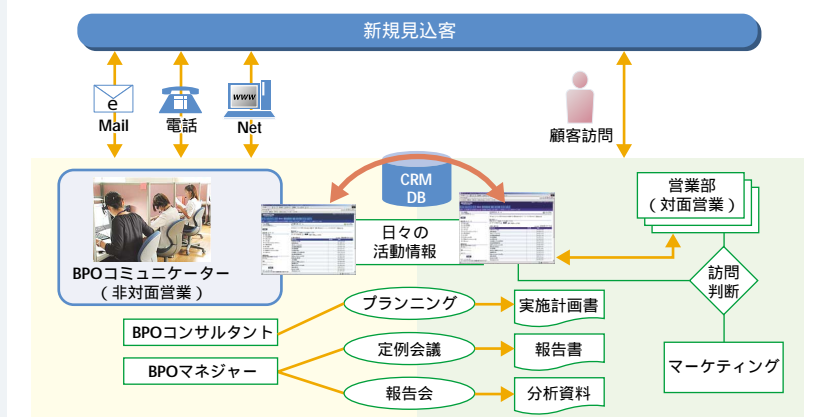 新規見込客
e
Mail
電話
www
Net
顧客訪問
CRM
DB
営業部
（対面営業）
日々の
活動情報
BPOコミュニケーター
（非対面営業）
訪問
判断
プランニング
実施計画書
BPOコンサルタント
定例会議
報告書
BPOマネジャー
マーケティング
報告会
分析資料